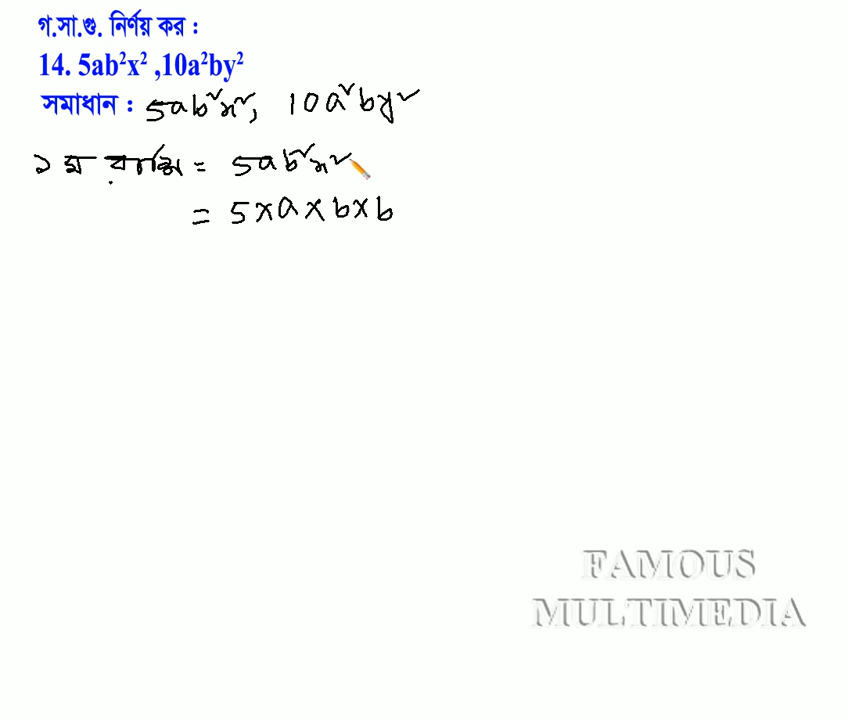 গ.সা.গু. নির্ণয় কর :
14. 5ab²x² ,10a²by²
সমাধান : 5ab²x², 10a²by²
১ম রাশি = 5ab²x²
= 5×a×b×b
FAMOUS
MULTIMEDIA